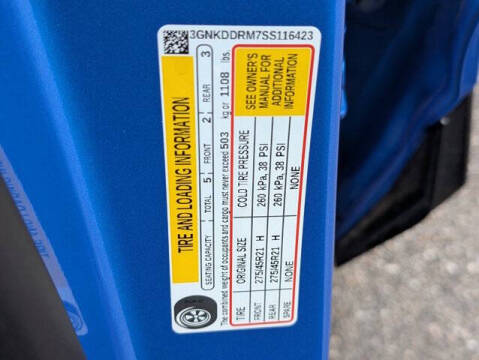 3GNKDDRM7SS116423
TIRE AND LOADING INFORMATION
SEATING CAPACITY TOTAL 5 FRONT 2 REAR 3
The combined weight of occupants and cargo must never exceed 503 kg or 1108 lbs.
TIRE ORIGINAL SIZE COLD TIRE PRESSURE
FRONT 275/45R21 H 260 kPa, 38 PSI
REAR 275/45R21 H 260 kPa, 38 PSI
SPARE NONE NONE
SEE OWNER'S
MANUAL FOR
ADDITIONAL
INFORMATION